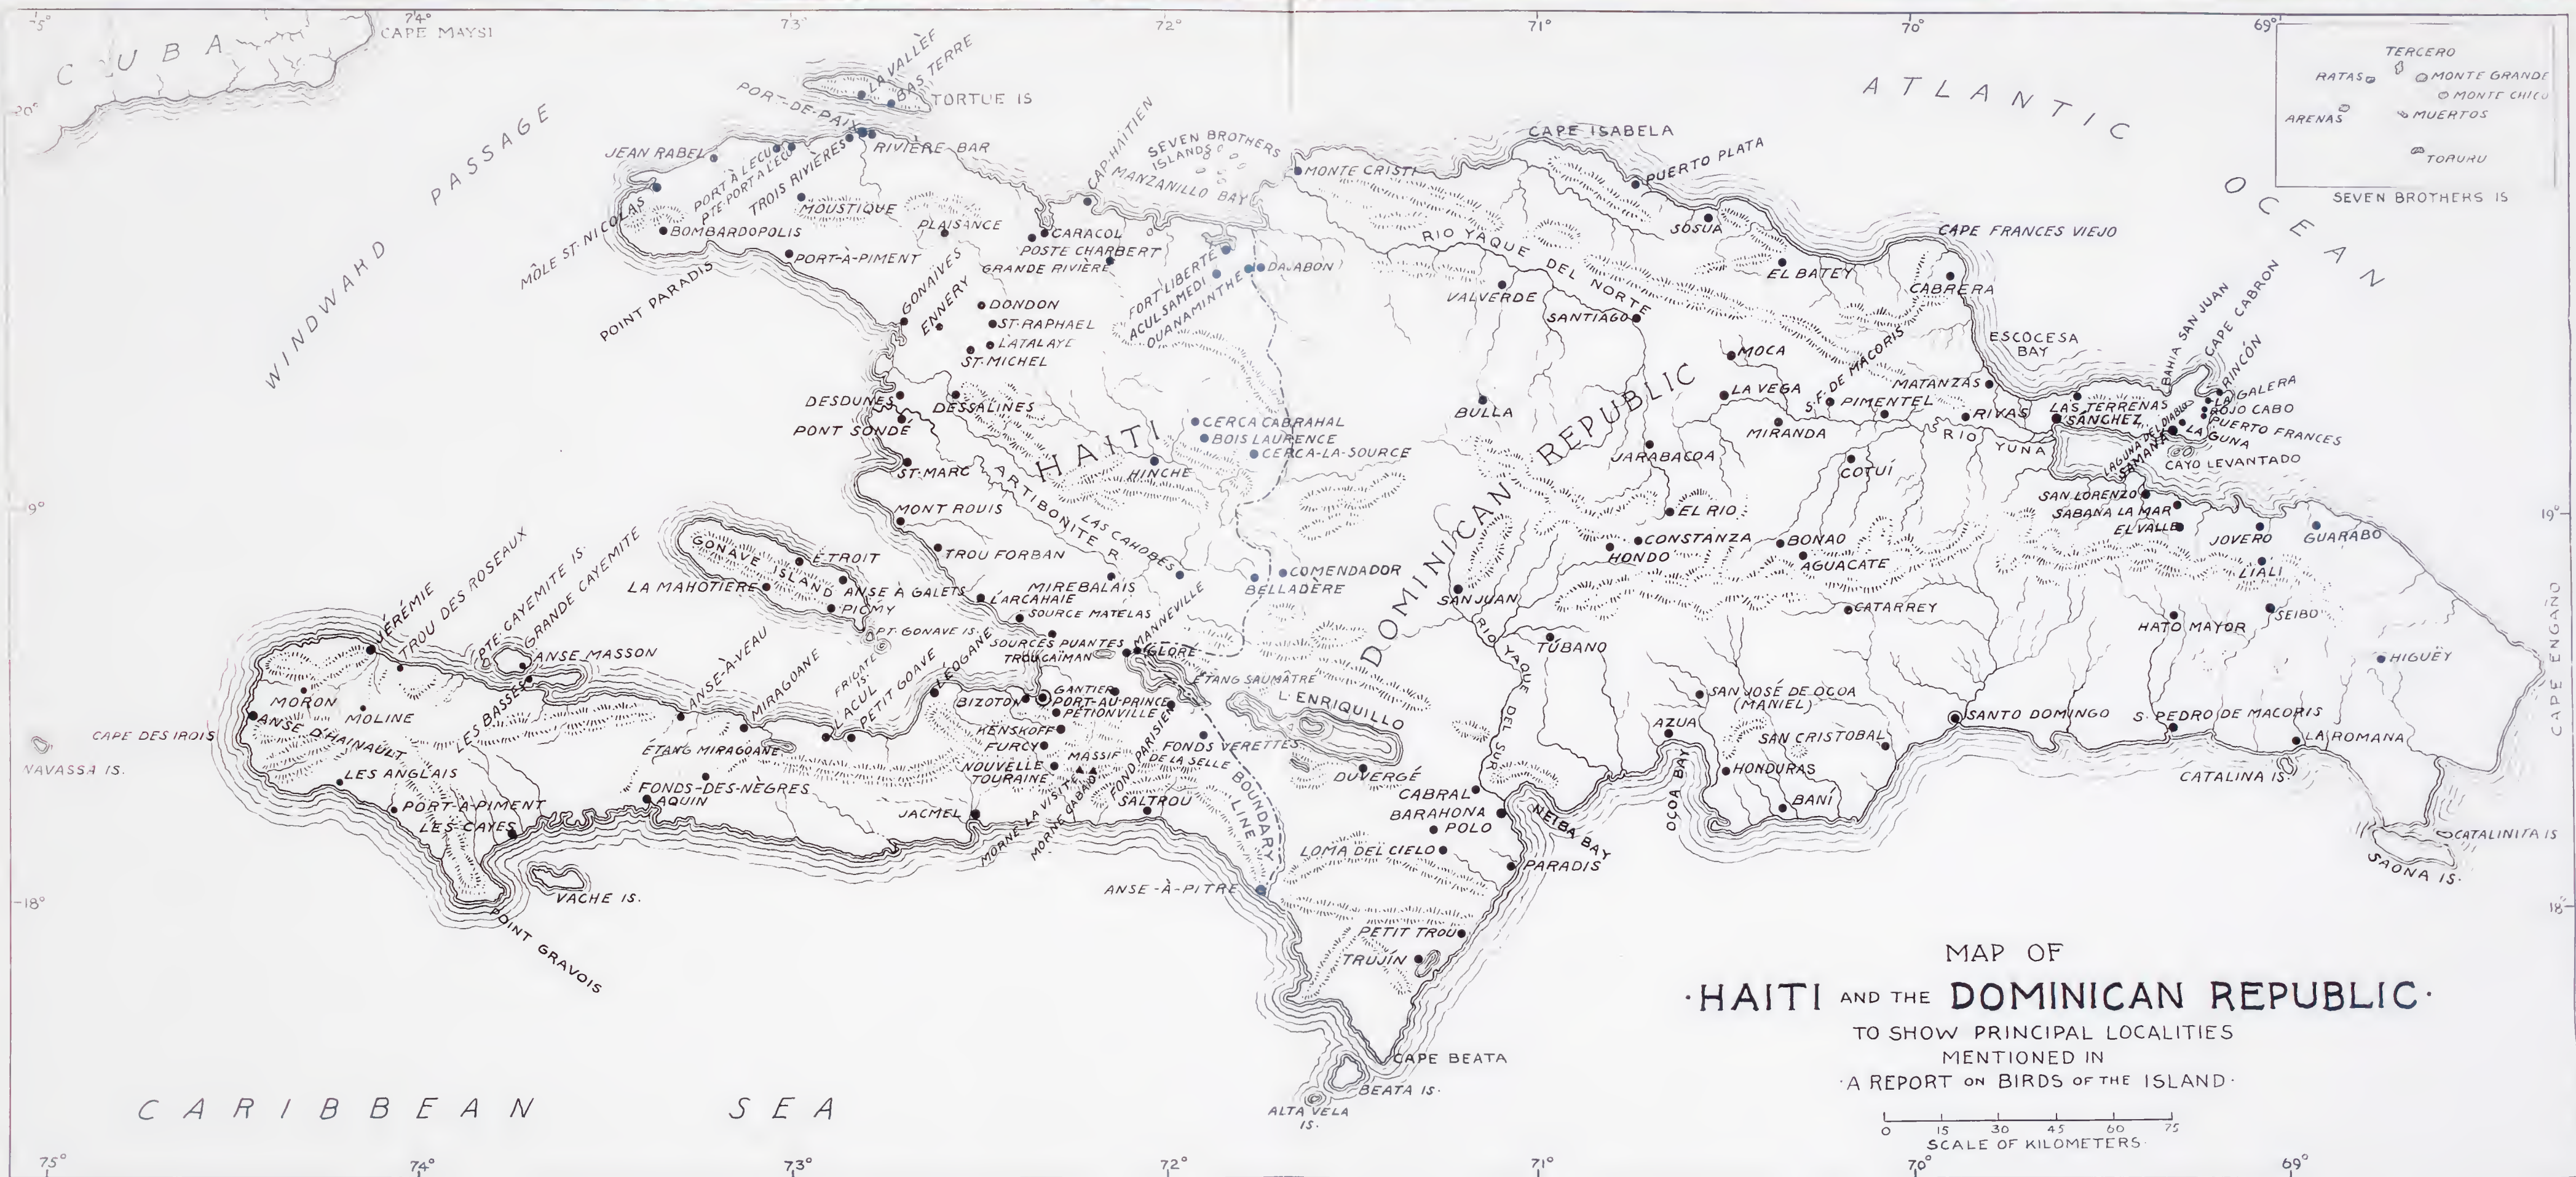 5°
74°
73°
72°
71°
70°
69°
CUBA
CAPE MAYSI
20°
WINDWARD PASSAGE
ATLANTIC OCEAN
TERCERO
RATAS
MONTE GRANDE
MONTE CHICO
ARENAS
MUERTOS
TORURU
SEVEN BROTHERS IS
LA VALLÈF
BAS TERRE
TORTUE IS
PORT-DE-PAIX
RIVIÈRE BAR
JEAN RABEL
PORT À L'ECU
PTE-PORT À L'ECU
TROIS RIVIÈRES
MOUSTIQUE
MÔLE ST-NICOLAS
BOMBARDOPOLIS
PORT-À-PIMENT
POINT PARADIS
PLAISANCE
CAP-HAÏTIEN
CARACOL
POSTE CHARBERT
GRANDE RIVIÈRE
SEVEN BROTHERS
ISLANDS
MANZANILLO BAY
MONTE CRISTI
FORT LIBERTÉ
ACUL SAMEDI
OUANAMINTHE
DAJABON
GONAÏVES
ENNERY
DONDON
ST-RAPHAEL
L'ATALAYE
ST-MICHEL
DESDUNES
DESSALINES
PONT SONDÉ
ST-MARC
HAITI
HINCHE
CERCA CABRAHAL
BOIS LAURENCE
CERCA-LA-SOURCE
ARTIBONITE R.
LAS CAHOBES
MONT ROUIS
TROU FORBAN
MIREBALAIS
L'ARCAHAIE
SOURCE MATELAS
SOURCES PUANTES
TROU CAÏMAN
MANNEVILLE
GLORE
COMENDADOR
BELLADÈRE
GONAVE ISLAND
ÉTROIT
LA MAHOTIÈRE
ANSE À GALETS
PICMY
PT. GONAVE IS.
FRIGATE
IS.
CAPE ISABELA
PUERTO PLATA
SOSUA
EL BATEY
CAPE FRANCES VIEJO
CABRERA
ESCOCESA
BAY
RIO YAQUE DEL NORTE
VALVERDE
SANTIAGO
MOCA
LA VEGA
S. F. DE MACORIS
PIMENTEL
MATANZAS
RIVAS
RIO YUNA
BULLA
MIRANDA
JARABACOA
COTUÍ
DOMINICAN REPUBLIC
EL RIO
CONSTANZA
HONDO
BONAO
AGUACATE
CATARREY
SAN JUAN
RIO YAQUE DEL SUR
TÚBANO
BAHIA SAN JUAN
CAPE CABRON
RINCÓN
LA GALERA
ROJO CABO
PUERTO FRANCES
LA GUNA
LAS TERRENAS
SÁNCHEZ
LAGUNA DEL DIABLO
SAMANÁ
CAYO LEVANTADO
SAN LORENZO
SABANA LA MAR
EL VALLE
JOVERO
GUARABO
LIALI
SEIBO
HATO MAYOR
HIGUËY
CAPE ENGAÑO
9°
19°
JÉRÉMIE
TROU DES ROSEAUX
PTE-CAYEMITE IS.
GRANDE CAYEMITE
ANSE MASSON
LES BASSES
MORON
MOLINE
ANSE D'HAINAULT
CAPE DES IROIS
NAVASSA IS.
LES ANGLAIS
PORT-À-PIMENT
LES CAYES
VACHE IS.
POINT GRAVOIS
ANSE-À-VEAU
MIRAGOANE
ÉTANG MIRAGOANE
FONDS-DES-NÈGRES
AQUIN
L'ACUL
PETIT GOAVE
LÉOGANE
BIZOTON
GANTIER
PORT-AU-PRINCE
PÉTIONVILLE
KENSKOFF
FURCY
NOUVELLE
TOURAINE
MASSIF
DE LA SELLE
FOND PARISIEN
FONDS VERETTES
MORNE LA VISITE
MORNE CABANO
JACMEL
SALTROU
ANSE-À-PITRE
BOUNDARY
LINE
ÉTANG SAUMÂTRE
L. ENRIQUILLO
DUVERGÉ
CABRAL
BARAHONA
POLO
LOMA DEL CIELO
NEIBA BAY
PARADIS
PETIT TROU
TRUJÍN
CAPE BEATA
BEATA IS.
ALTA VELA
IS.
AZUA
OCOA BAY
SAN JOSÉ DE OCOA
(MANIEL)
SAN CRISTOBAL
HONDURAS
BANÍ
SANTO DOMINGO
S. PEDRO DE MACORIS
LA ROMANA
CATALINA IS.
CATALINITA IS
SAONA IS.
18°
18°
CARIBBEAN SEA
MAP OF
·HAITI AND THE DOMINICAN REPUBLIC·
TO SHOW PRINCIPAL LOCALITIES
MENTIONED IN
·A REPORT ON BIRDS OF THE ISLAND·
0 15 30 45 60 75
SCALE OF KILOMETERS·
75°
74°
73°
72°
71°
70°
69°